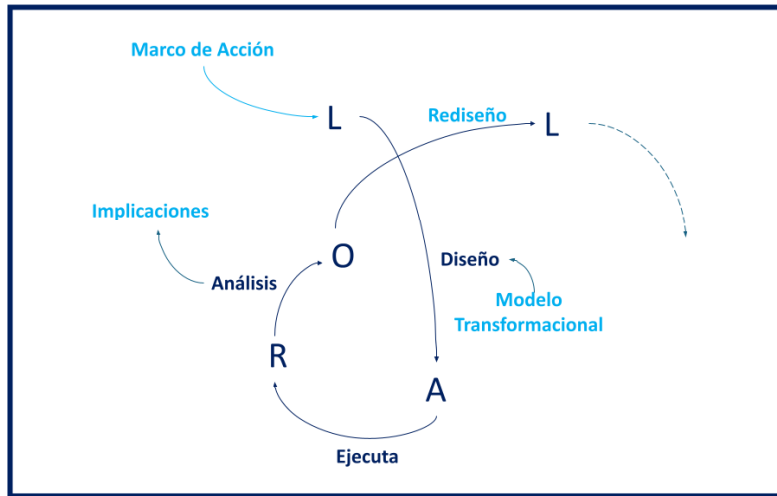 Marco de Acción
L
Rediseño
L
Implicaciones
O
Diseño
Análisis
Modelo
Transformacional
R
A
Ejecuta